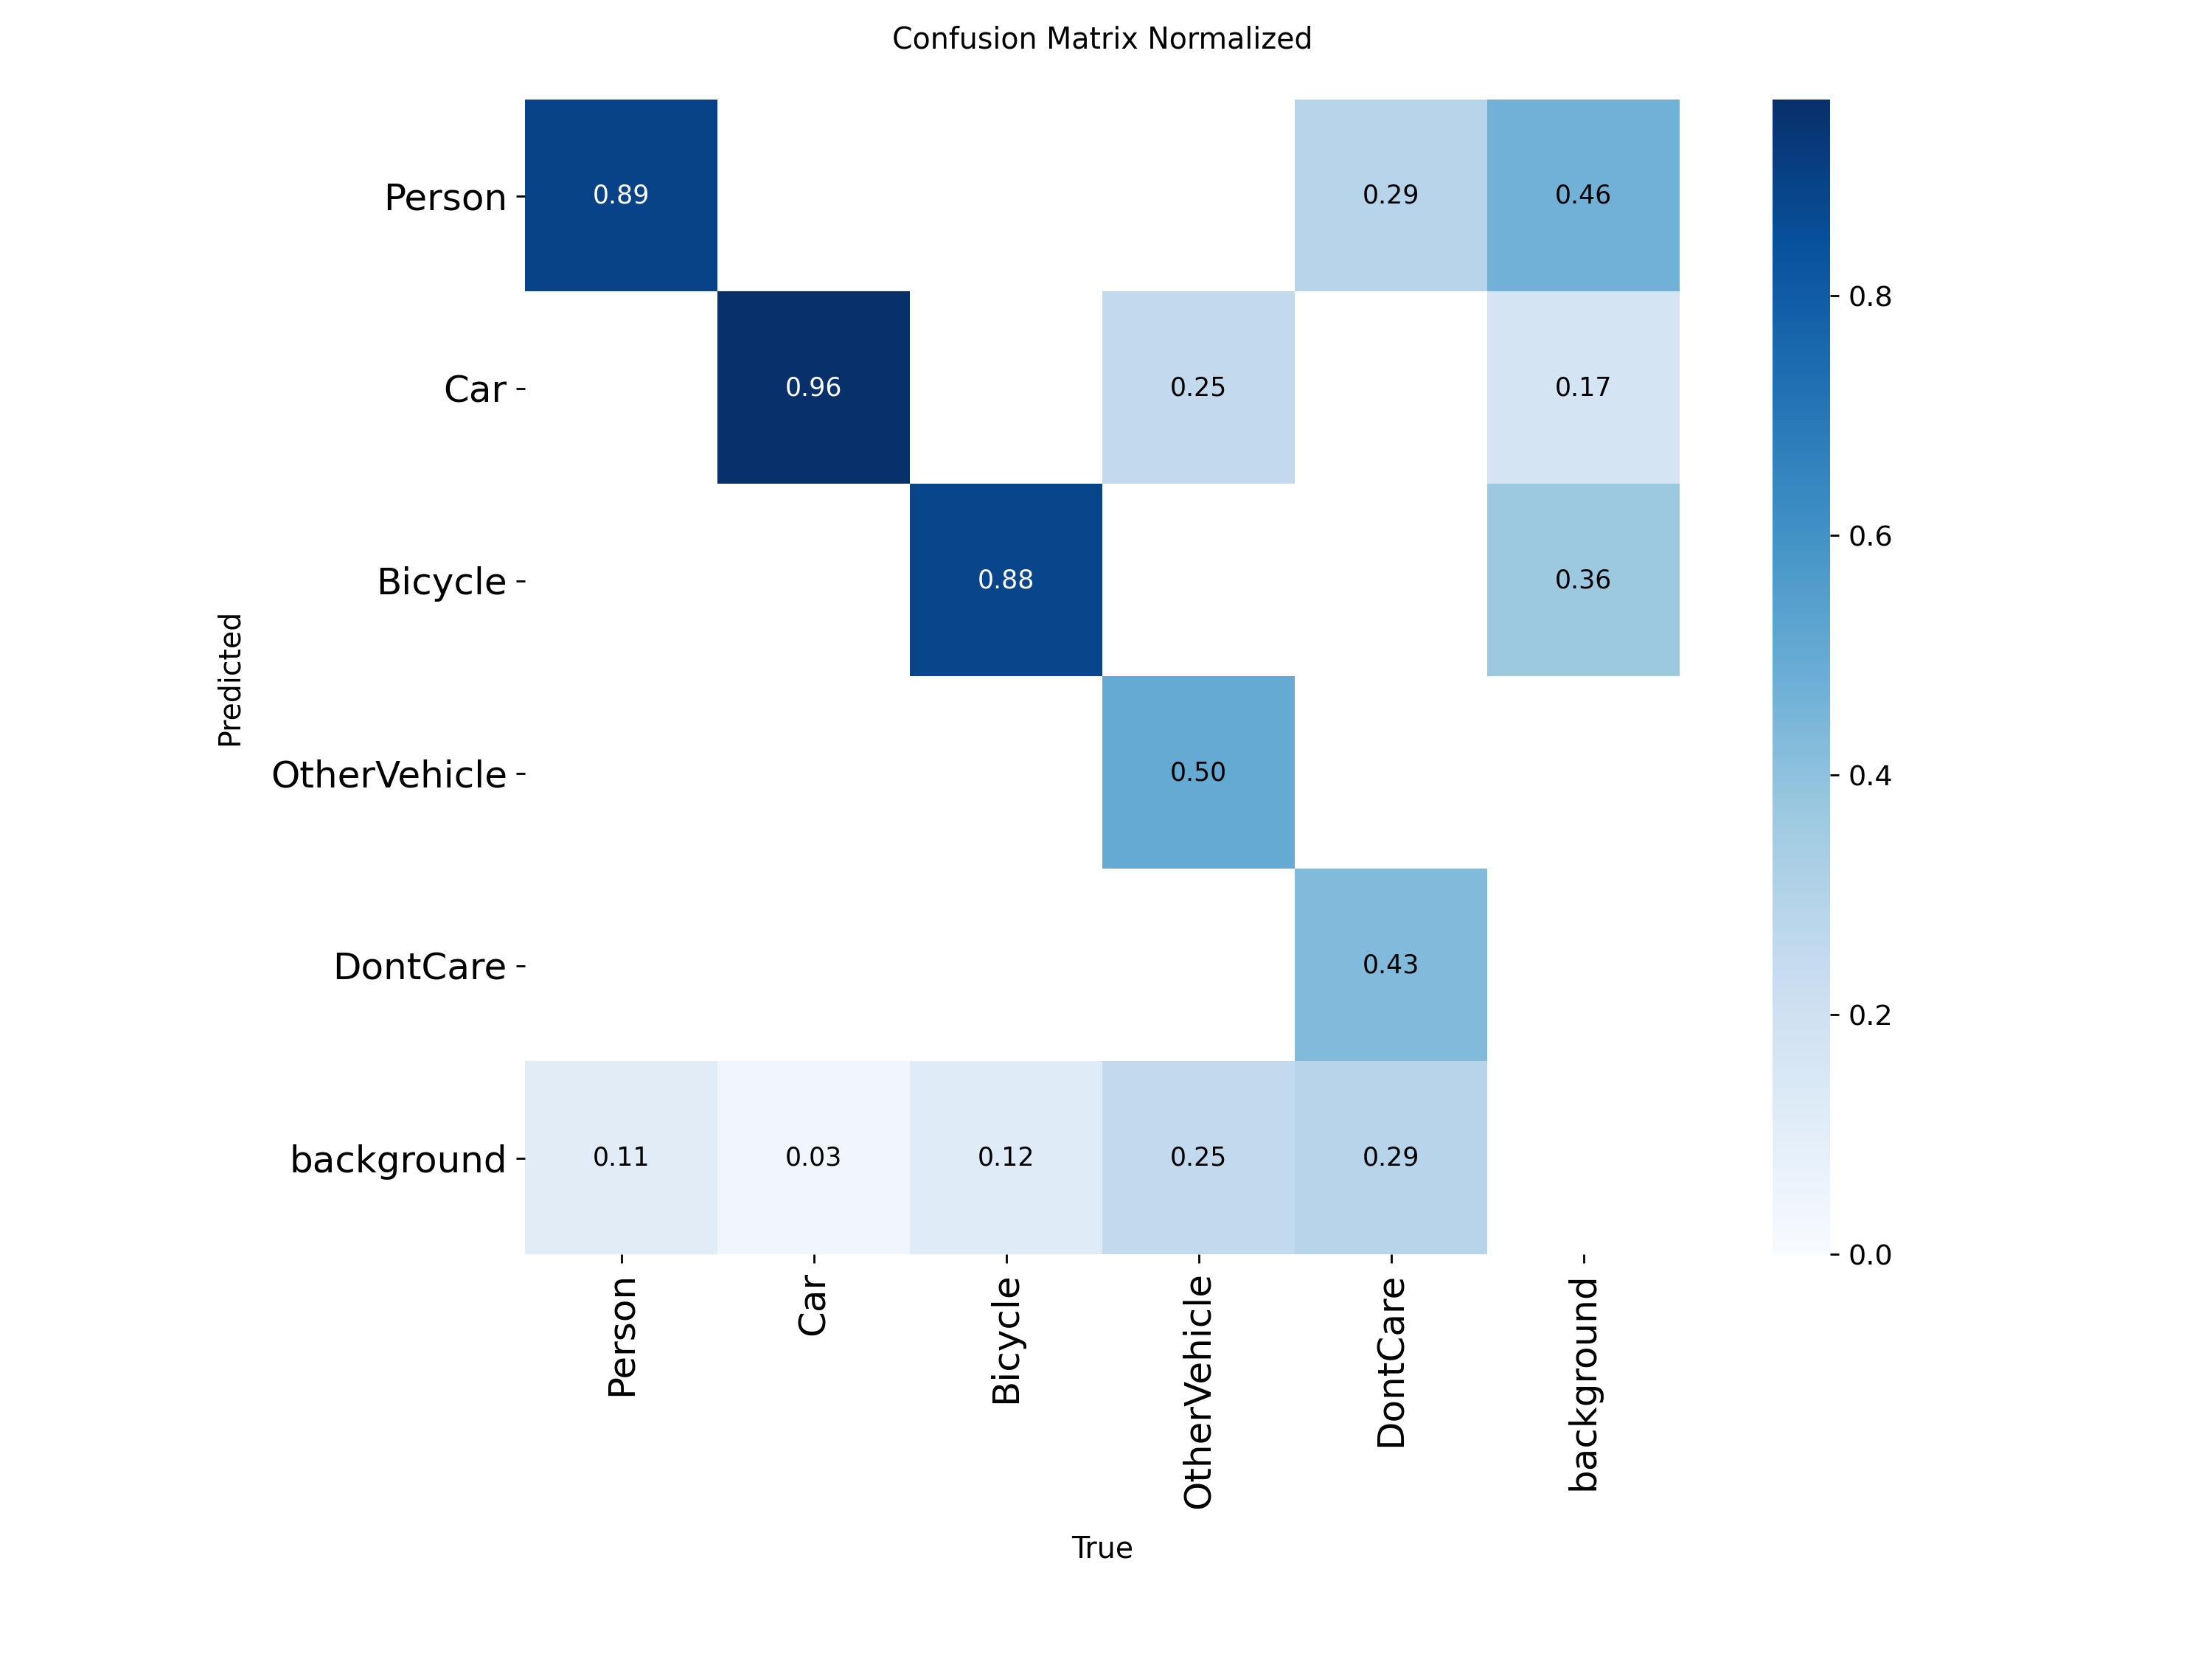 Confusion Matrix Normalized
Person
0.89
0.29
0.46
Car
0.96
0.25
0.17
0.8
Bicycle
0.88
0.36
0.6
Predicted
OtherVehicle
0.50
0.4
DontCare
0.43
0.2
background
0.11
0.03
0.12
0.25
0.29
0.0
Person
Car
Bicycle
OtherVehicle
DontCare
background
True